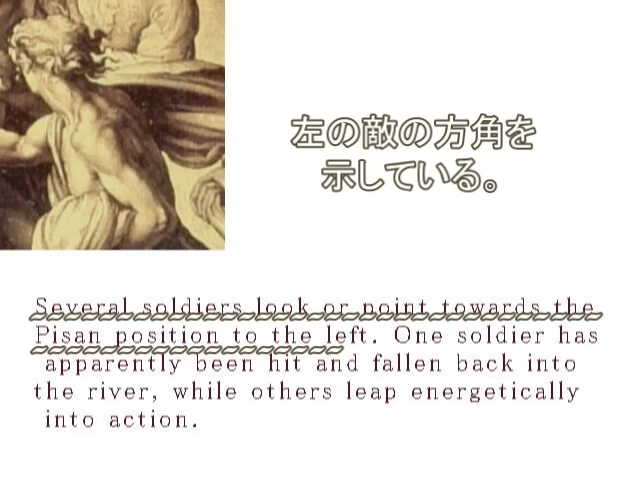 左の敵の方角を
示している。
Several soldiers look or point towards the
Pisan position to the left. One soldier has
apparently been hit and fallen back into
the river, while others leap energetically
into action.